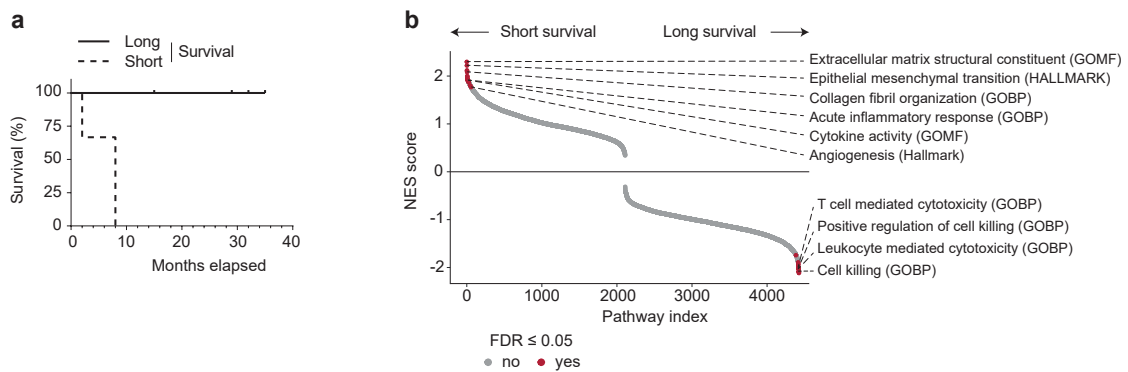 a
Long
Short
Survival
100
75
50
25
0
Survival (%)
0 10 20 30 40
Months elapsed
b
Short survival
Long survival
2
1
0
-1
-2
NES score
0 1000 2000 3000 4000
Pathway index
Extracellular matrix structural constituent (GOMF)
Epithelial mesenchymal transition (HALLMARK)
Collagen fibril organization (GOBP)
Acute inflammatory response (GOBP)
Cytokine activity (GOMF)
Angiogenesis (Hallmark)
T cell mediated cytotoxicity (GOBP)
Positive regulation of cell killing (GOBP)
Leukocyte mediated cytotoxicity (GOBP)
Cell killing (GOBP)
FDR ≤ 0.05
no yes